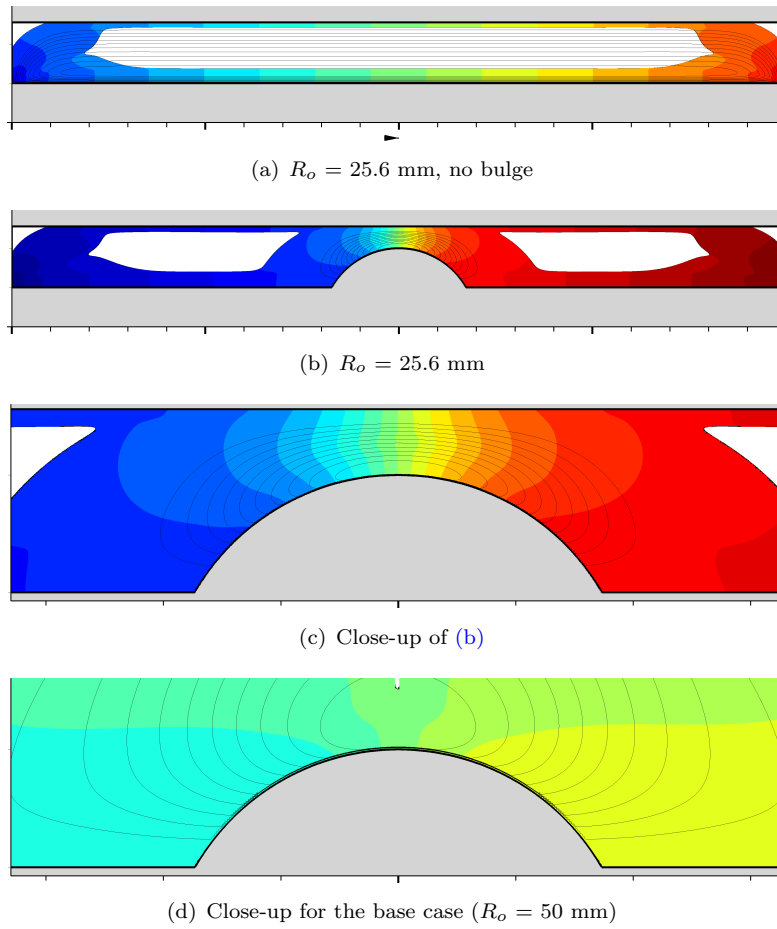 (a) R_o = 25.6 mm, no bulge
(b) R_o = 25.6 mm
(c) Close-up of (b)
(d) Close-up for the base case (R_o = 50 mm)